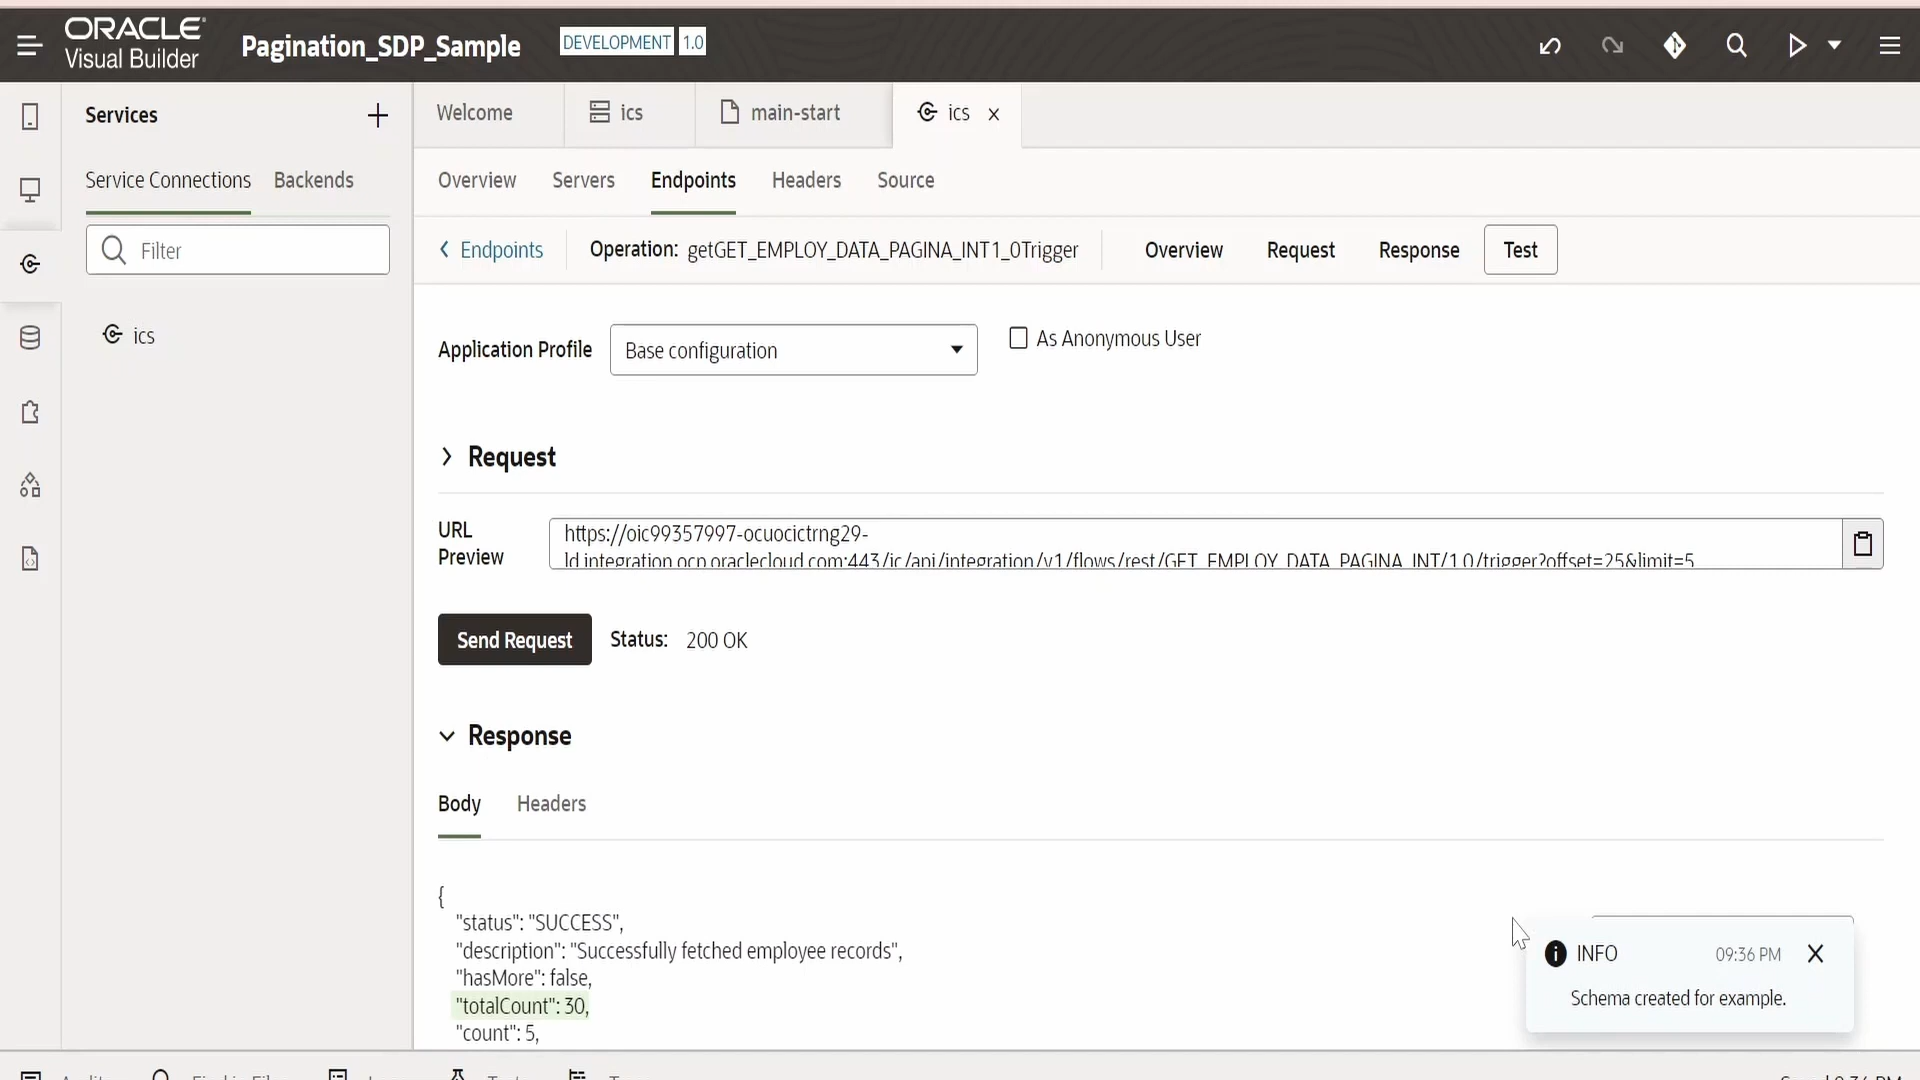 ORACLE
Visual Builder
Pagination_SDP_Sample
DEVELOPMENT 1.0
Services
Service Connections Backends
Filter
ics
Welcome ics main-start ics
Overview Servers Endpoints Headers Source
Endpoints Operation: getGET_EMPLOY_DATA_PAGINA_INT1_0Trigger Overview Request Response Test
Application Profile Base configuration As Anonymous User
Request
URL Preview
https://oic99357997-ocuocictrng29-
ld.integration.ocp.oraclecloud.com:443/ic/api/integration/v1/flows/rest/GET_EMPLOY_DATA_PAGINA_INT/1.0/trigger?offset=25&limit=5
Send Request Status: 200 OK
Response
Body Headers
{
"status": "SUCCESS",
"description": "Successfully fetched employee records",
"hasMore": false,
"totalCount": 30,
"count": 5,
INFO 09:36 PM
Schema created for example.